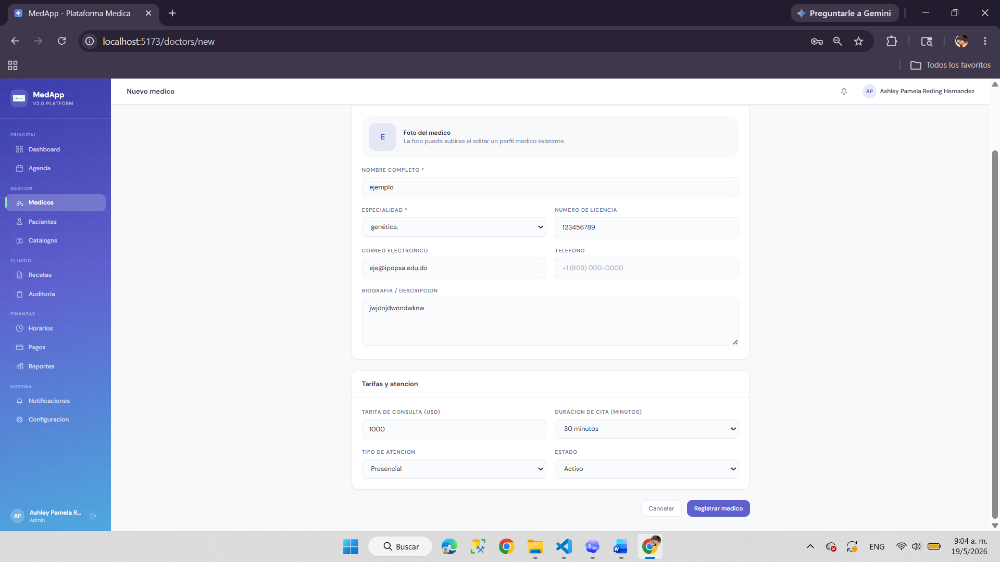 MedApp - Plataforma Medica
Preguntarle a Gemini
localhost:5173/doctors/new
Todos los favoritos
MedApp
V2.0 PLATFORM
Nuevo medico
AP
Ashley Pamela Reding Hernandez
PRINCIPAL
Dashboard
Agenda
GESTION
Medicos
Pacientes
Catalogos
CLINICO
Recetas
Auditoria
FINANZAS
Horarios
Pagos
Reportes
SISTEMA
Notificaciones
Configuracion
AP
Ashley Pamela R...
Admin
E
Foto del medico
La foto puede subirse al editar un perfil medico existente.
NOMBRE COMPLETO *
ejemplo
ESPECIALIDAD *
NUMERO DE LICENCIA
genética,
123456789
CORREO ELECTRONICO
TELEFONO
eje@ipopsa.edu.do
+1 (809) 000-0000
BIOGRAFIA / DESCRIPCION
jwjdnjdwnndwknw
Tarifas y atencion
TARIFA DE CONSULTA (USD)
DURACION DE CITA (MINUTOS)
1000
30 minutos
TIPO DE ATENCION
ESTADO
Presencial
Activo
Cancelar
Registrar medico
Buscar
ENG
9:04 a. m.
19/5/2026